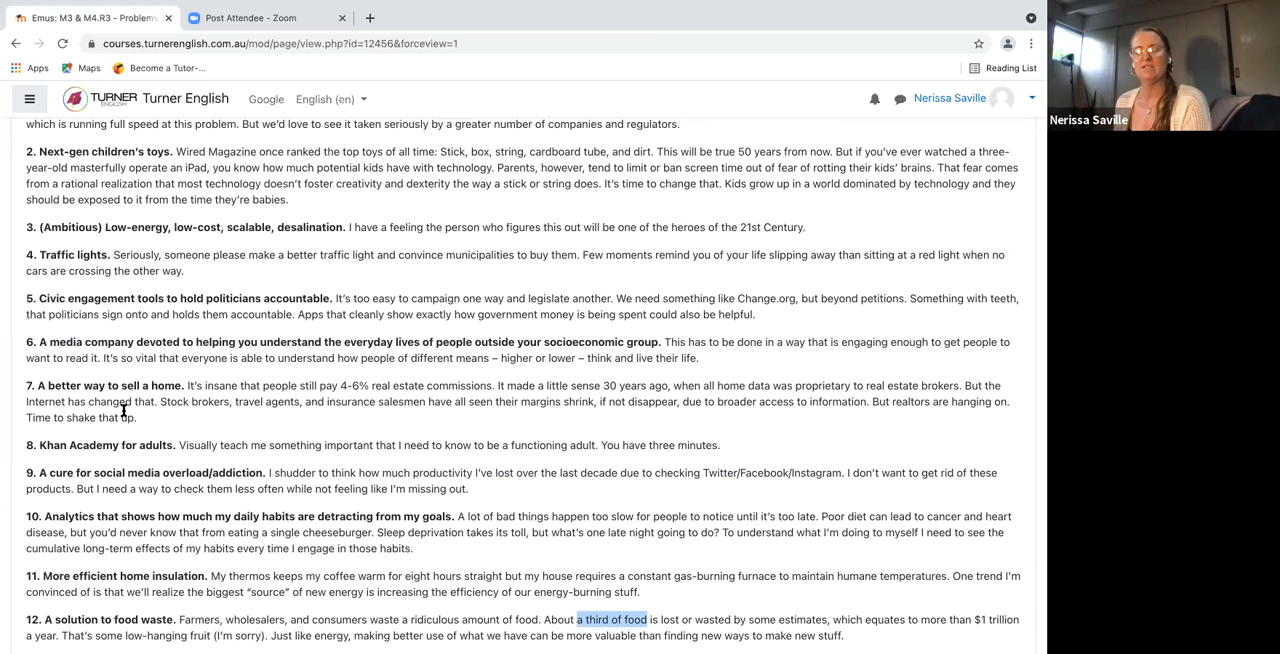 Emus: M3 & M4.R3 - Problems
Post Attendee - Zoom
courses.turnerenglish.com.au/mod/page/view.php?id=12456&forceview=1
Apps
Maps
Become a Tutor-...
Reading List
TURNER
ENGLISH
Turner English
Google
English (en)
Nerissa Saville
Nerissa Saville
which is running full speed at this problem. But we'd love to see it taken seriously by a greater number of companies and regulators.
2. Next-gen children's toys. Wired Magazine once ranked the top toys of all time: Stick, box, string, cardboard tube, and dirt. This will be true 50 years from now. But if you've ever watched a three-
year-old masterfully operate an iPad, you know how much potential kids have with technology. Parents, however, tend to limit or ban screen time out of fear of rotting their kids' brains. That fear comes
from a rational realization that most technology doesn't foster creativity and dexterity the way a stick or string does. It's time to change that. Kids grow up in a world dominated by technology and they
should be exposed to it from the time they're babies.
3. (Ambitious) Low-energy, low-cost, scalable, desalination. I have a feeling the person who figures this out will be one of the heroes of the 21st Century.
4. Traffic lights. Seriously, someone please make a better traffic light and convince municipalities to buy them. Few moments remind you of your life slipping away than sitting at a red light when no
cars are crossing the other way.
5. Civic engagement tools to hold politicians accountable. It's too easy to campaign one way and legislate another. We need something like Change.org, but beyond petitions. Something with teeth,
that politicians sign onto and holds them accountable. Apps that cleanly show exactly how government money is being spent could also be helpful.
6. A media company devoted to helping you understand the everyday lives of people outside your socioeconomic group. This has to be done in a way that is engaging enough to get people to
want to read it. It's so vital that everyone is able to understand how people of different means – higher or lower – think and live their life.
7. A better way to sell a home. It's insane that people still pay 4-6% real estate commissions. It made a little sense 30 years ago, when all home data was proprietary to real estate brokers. But the
Internet has changed that. Stock brokers, travel agents, and insurance salesmen have all seen their margins shrink, if not disappear, due to broader access to information. But realtors are hanging on.
Time to shake that up.
8. Khan Academy for adults. Visually teach me something important that I need to know to be a functioning adult. You have three minutes.
9. A cure for social media overload/addiction. I shudder to think how much productivity I've lost over the last decade due to checking Twitter/Facebook/Instagram. I don't want to get rid of these
products. But I need a way to check them less often while not feeling like I'm missing out.
10. Analytics that shows how much my daily habits are detracting from my goals. A lot of bad things happen too slow for people to notice until it's too late. Poor diet can lead to cancer and heart
disease, but you'd never know that from eating a single cheeseburger. Sleep deprivation takes its toll, but what's one late night going to do? To understand what I'm doing to myself I need to see the
cumulative long-term effects of my habits every time I engage in those habits.
11. More efficient home insulation. My thermos keeps my coffee warm for eight hours straight but my house requires a constant gas-burning furnace to maintain humane temperatures. One trend I'm
convinced of is that we'll realize the biggest "source" of new energy is increasing the efficiency of our energy-burning stuff.
12. A solution to food waste. Farmers, wholesalers, and consumers waste a ridiculous amount of food. About a third of food is lost or wasted by some estimates, which equates to more than $1 trillion
a year. That's some low-hanging fruit (I'm sorry). Just like energy, making better use of what we have can be more valuable than finding new ways to make new stuff.